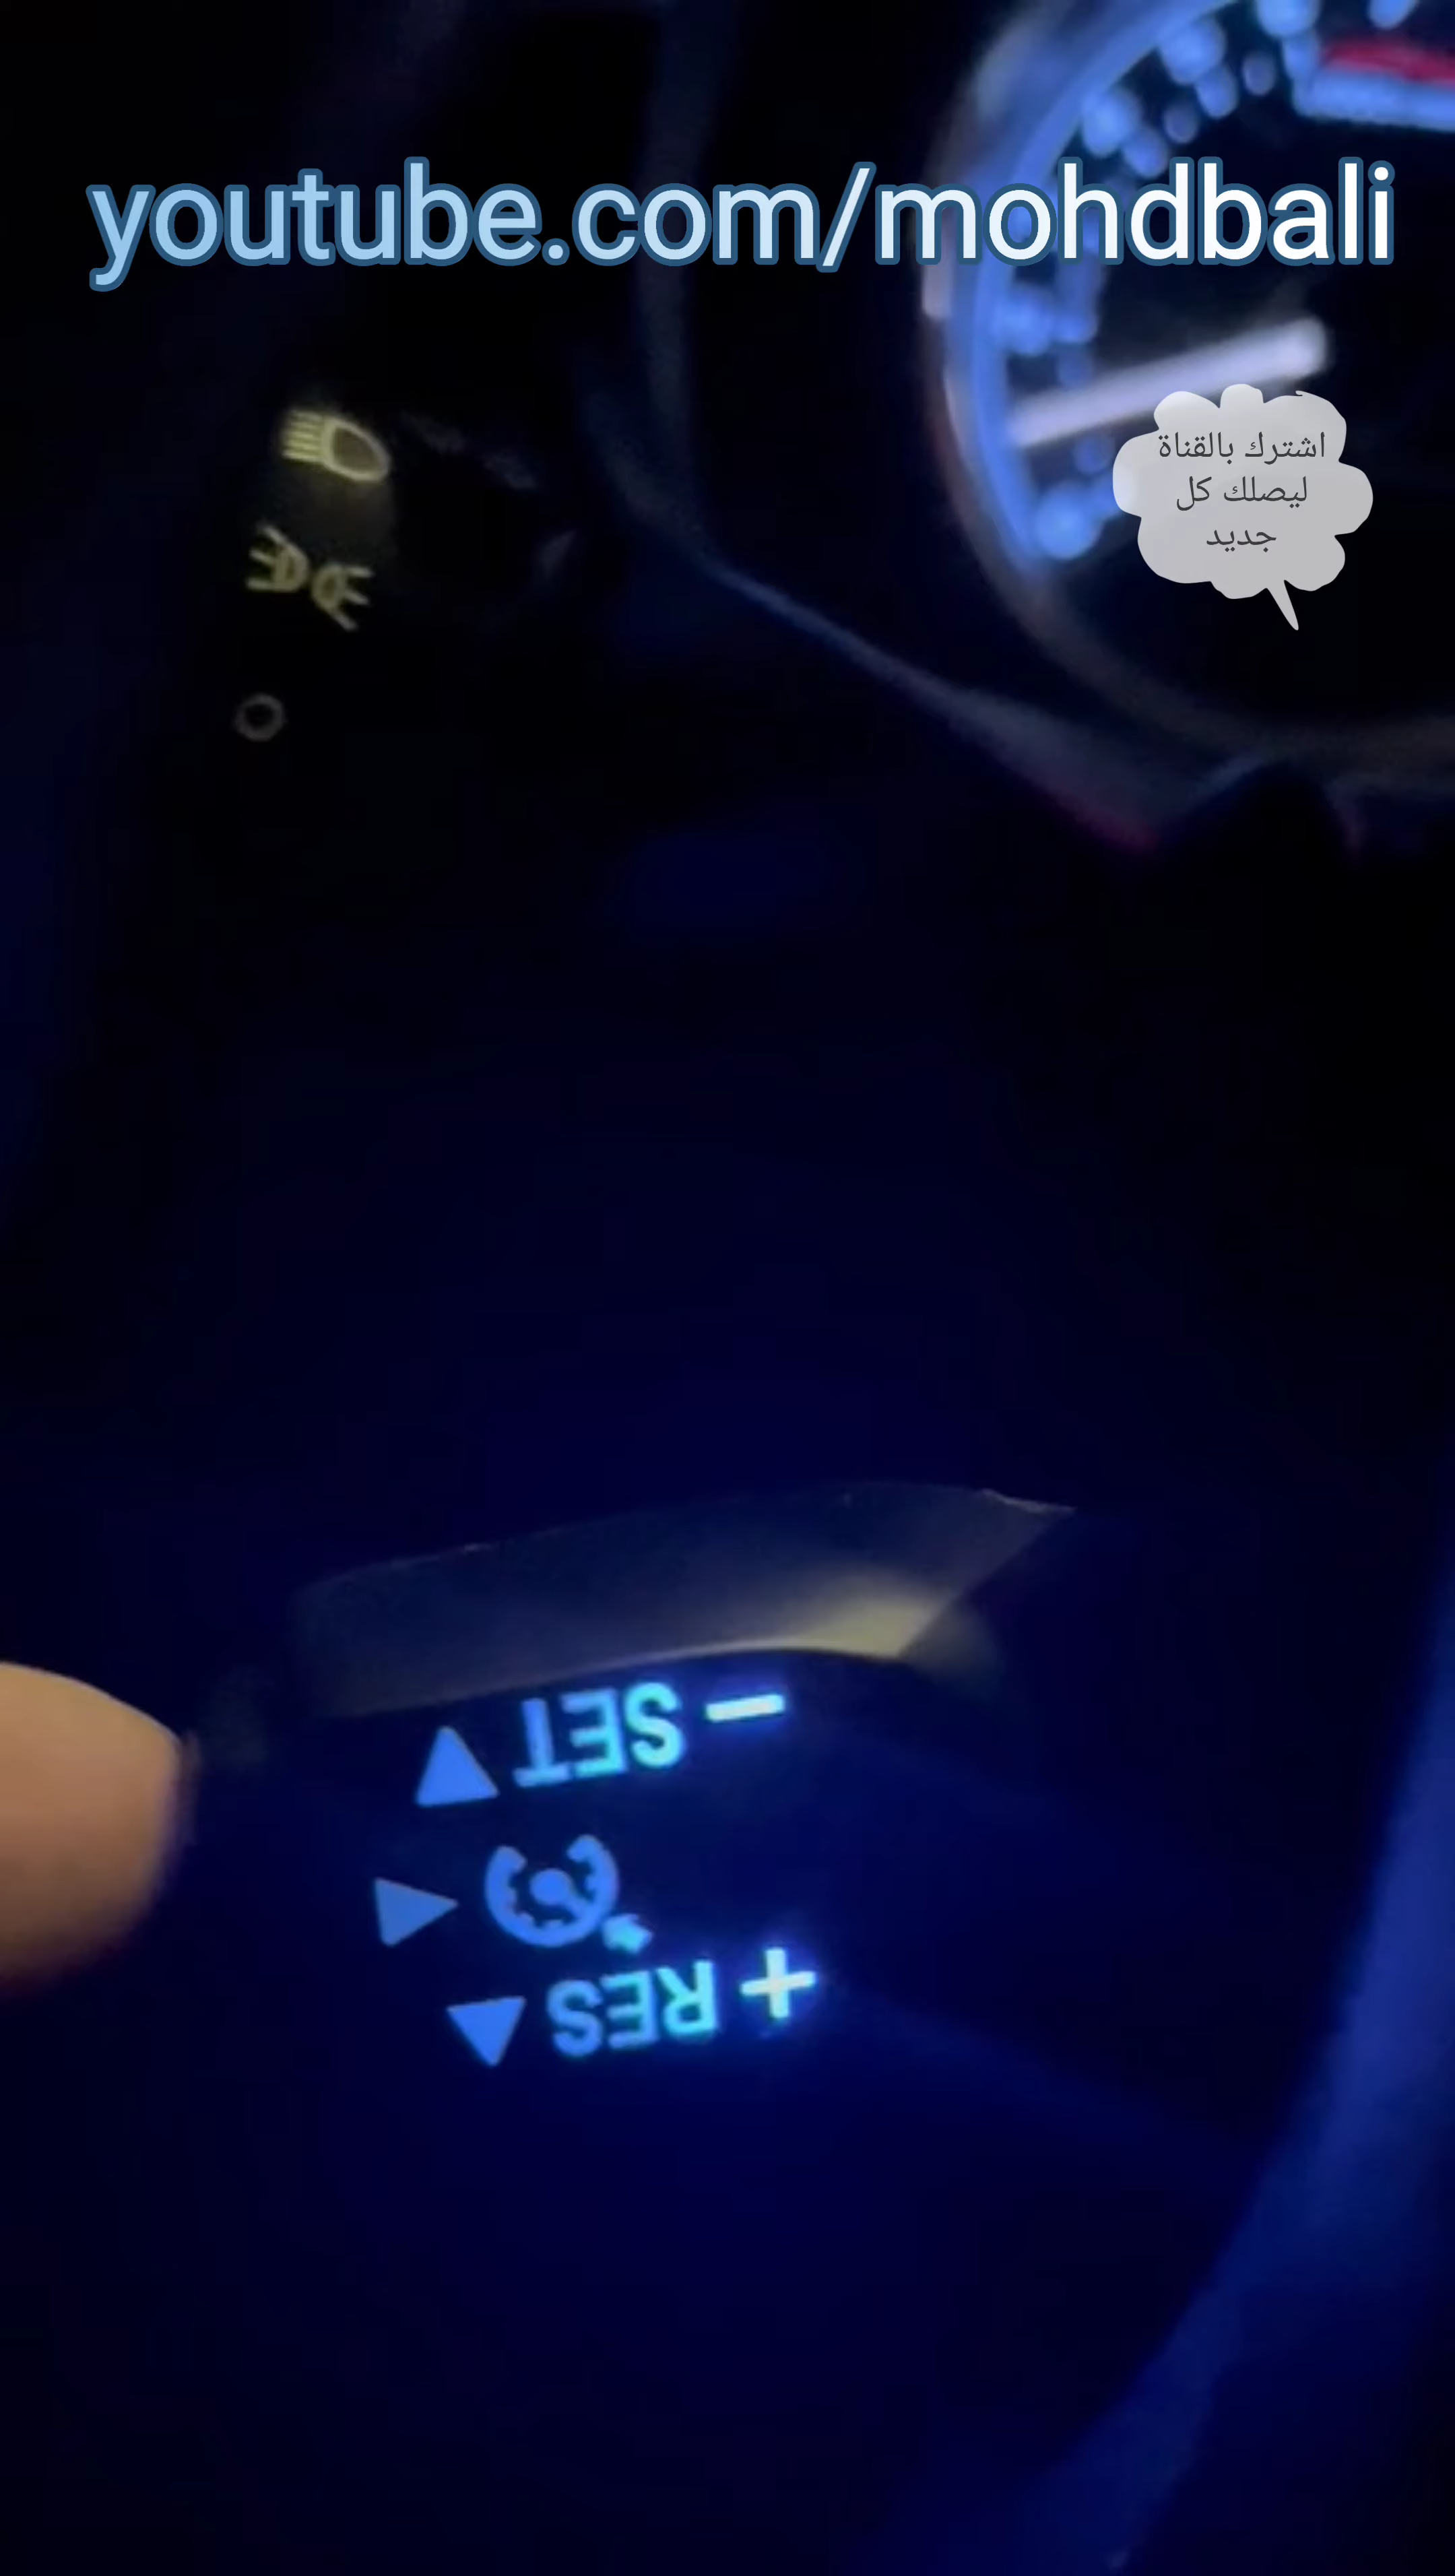 youtube.com/mohdbali
اشترك بالقناة
ليصلك كل
جديد
− SET
+ RES